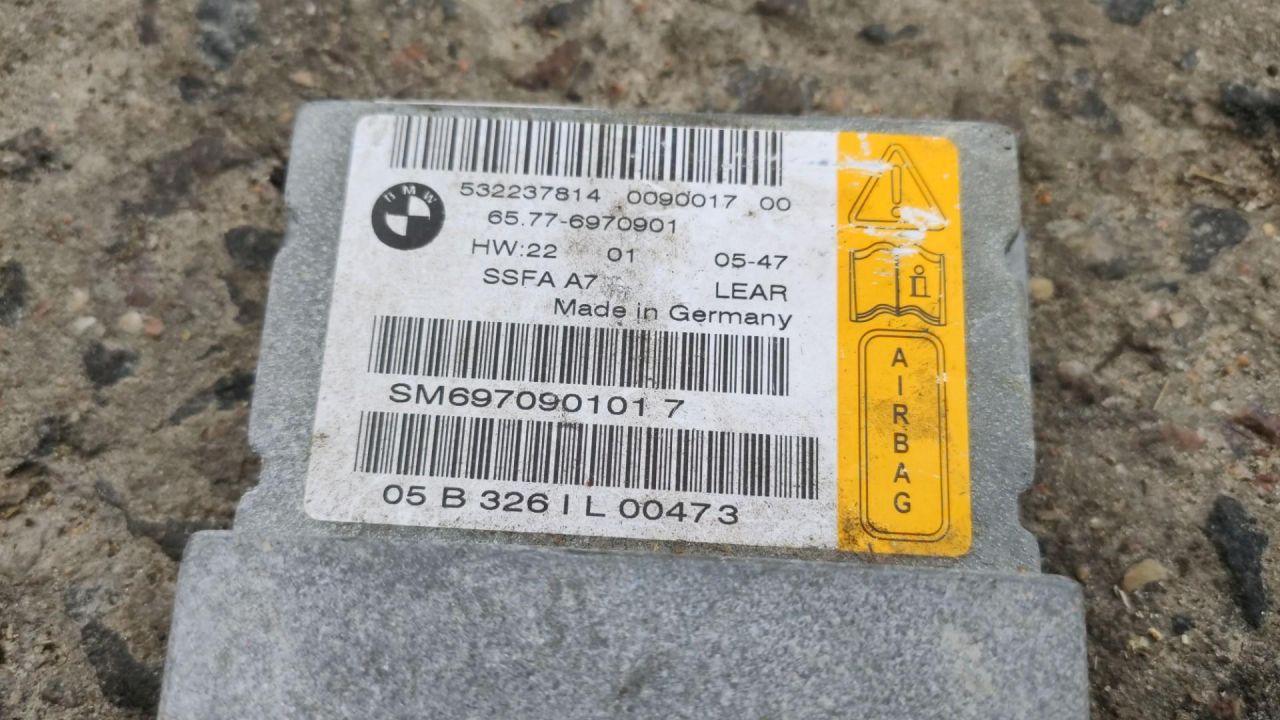 532237814 0090017 00
BMW
65.77-6970901
HW:22 01 05-47
SSFA A7 LEAR
Made in Germany
SM697090101 7
05 B 326 I L 00473
AIRBAG